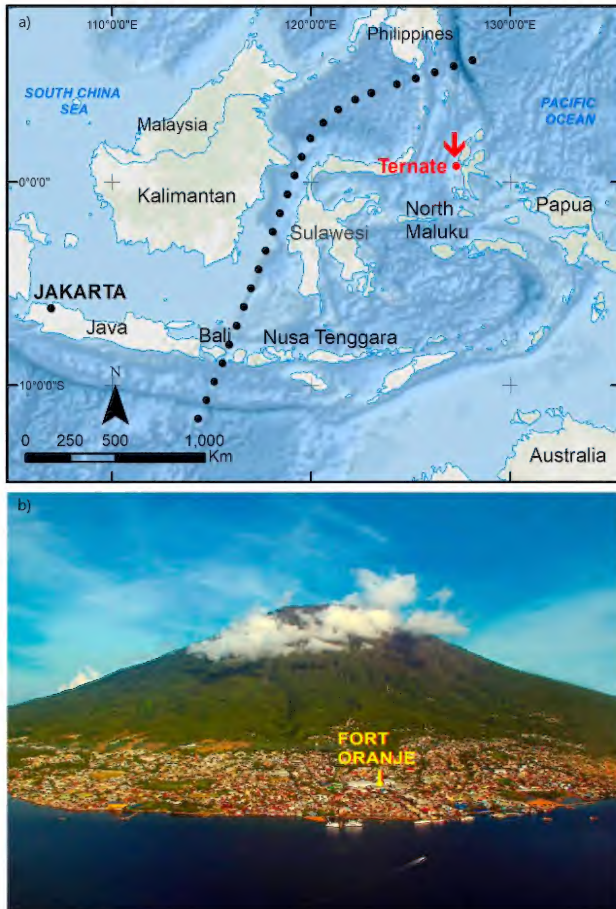 a)
110°0'0"E
120°0'0"E
130°0'0"E
Philippines
SOUTH CHINA
SEA
PACIFIC
OCEAN
Malaysia
Ternate
0°0'0"
Kalimantan
North
Maluku
Papua
Sulawesi
JAKARTA
Java
Bali
Nusa Tenggara
N
10°0'0"S
0 250 500 1,000
Km
Australia
b)
FORT
ORANJE